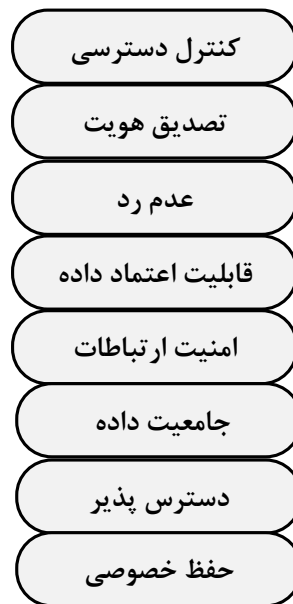 کنترل دسترسی
تصدیق هویت
عدم رد
قابلیت اعتماد داده
امنیت ارتباطات
جامعیت داده
دسترس پذیر
حفظ خصوصی